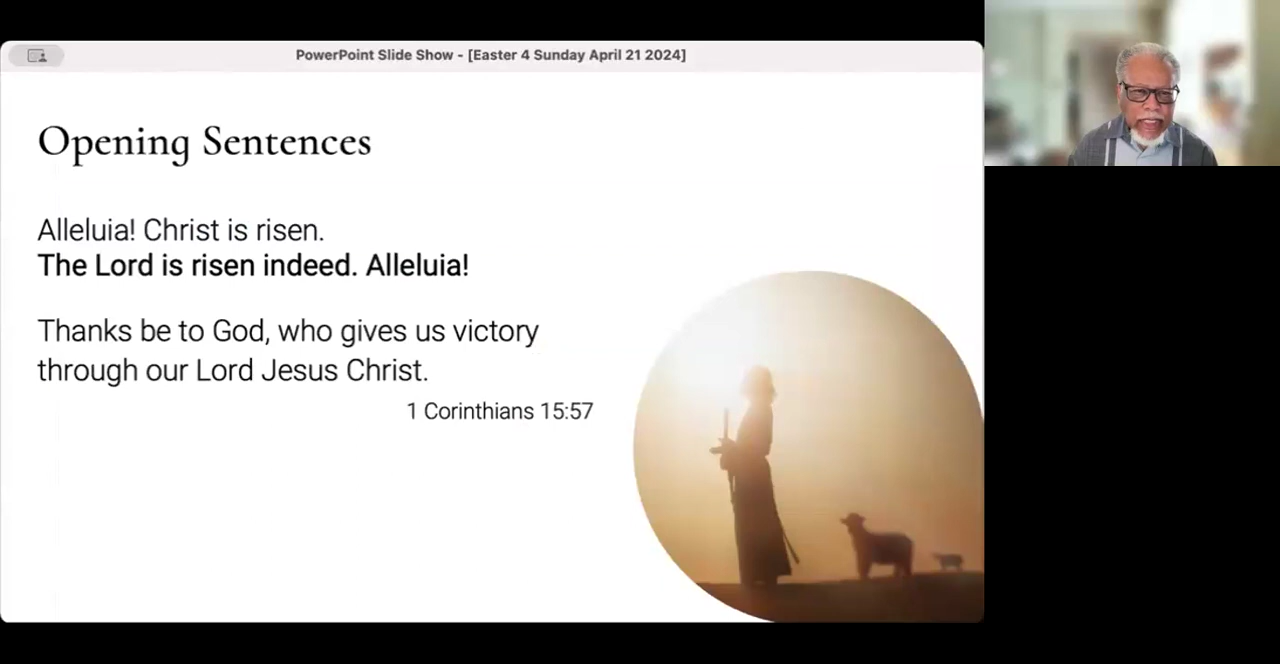 PowerPoint Slide Show - [Easter 4 Sunday April 21 2024]
Opening Sentences
Alleluia! Christ is risen.
The Lord is risen indeed. Alleluia!
Thanks be to God, who gives us victory
through our Lord Jesus Christ.
1 Corinthians 15:57